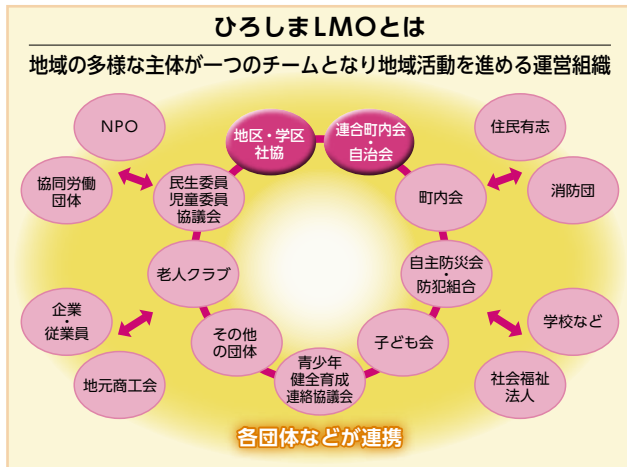 ひろしまLMOとは
地域の多様な主体が一つのチームとなり地域活動を進める運営組織
NPO
協同労働
団体
民生委員
児童委員
協議会
地区・学区
社協
連合町内会
・
自治会
住民有志
消防団
町内会
老人クラブ
自主防災会
・
防犯組合
企業
・
従業員
地元商工会
その他
の団体
青少年
健全育成
連絡協議会
子ども会
学校など
社会福祉
法人
各団体などが連携